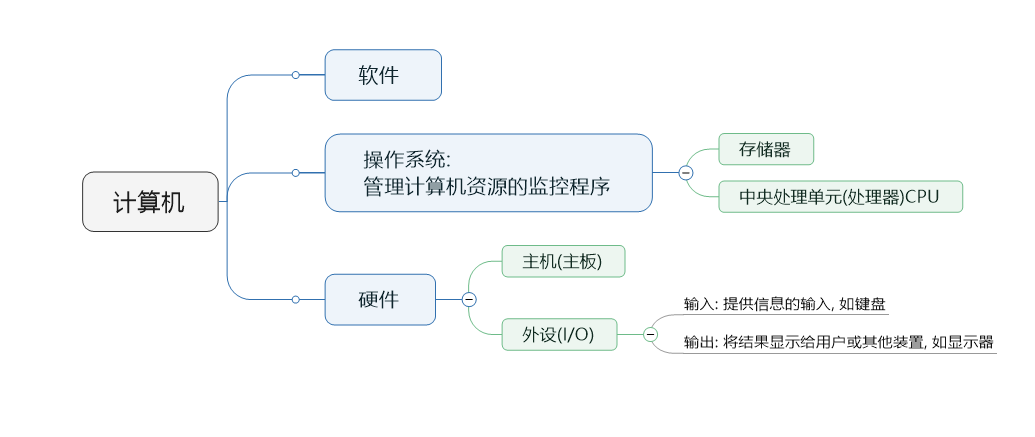 计算机
软件
操作系统:
管理计算机资源的监控程序
存储器
中央处理单元(处理器)CPU
硬件
主机(主板)
外设(I/O)
输入: 提供信息的输入, 如键盘
输出: 将结果显示给用户或其他装置, 如显示器